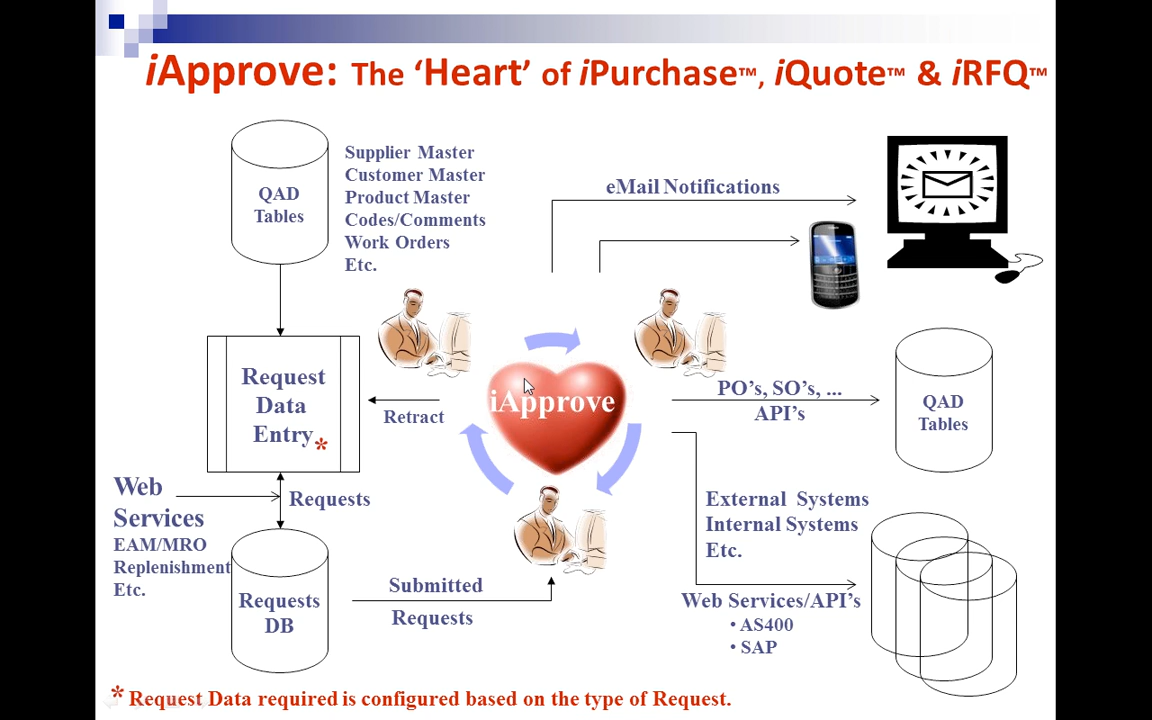 iApprove: The ‘Heart’ of iPurchase™, iQuote™ & iRFQ™
QAD
Tables
Supplier Master
Customer Master
Product Master
Codes/Comments
Work Orders
Etc.
eMail Notifications
Request
Data
Entry*
Retract
iApprove
PO’s, SO’s, ...
API’s
QAD
Tables
Web
Services
EAM/MRO
Replenishment
Etc.
Requests
Requests
DB
Submitted
Requests
External Systems
Internal Systems
Etc.
Web Services/API’s
• AS400
• SAP
* Request Data required is configured based on the type of Request.